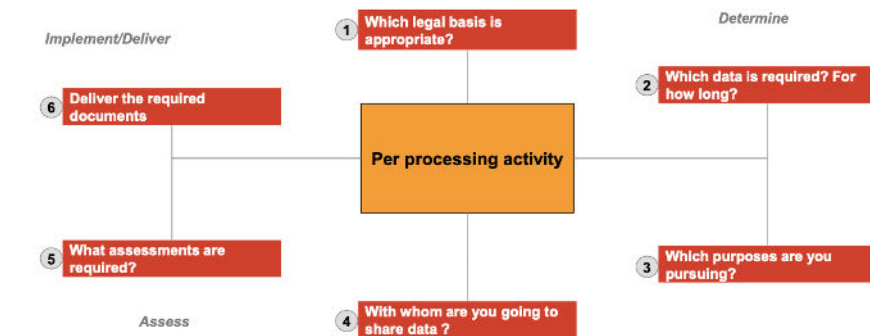 Implement/Deliver
Determine
1
Which legal basis is
appropriate?
2
Which data is required? For
how long?
3
Which purposes are you
pursuing?
4
With whom are you going to
share data ?
5
What assessments are
required?
6
Deliver the required
documents
Per processing activity
Assess